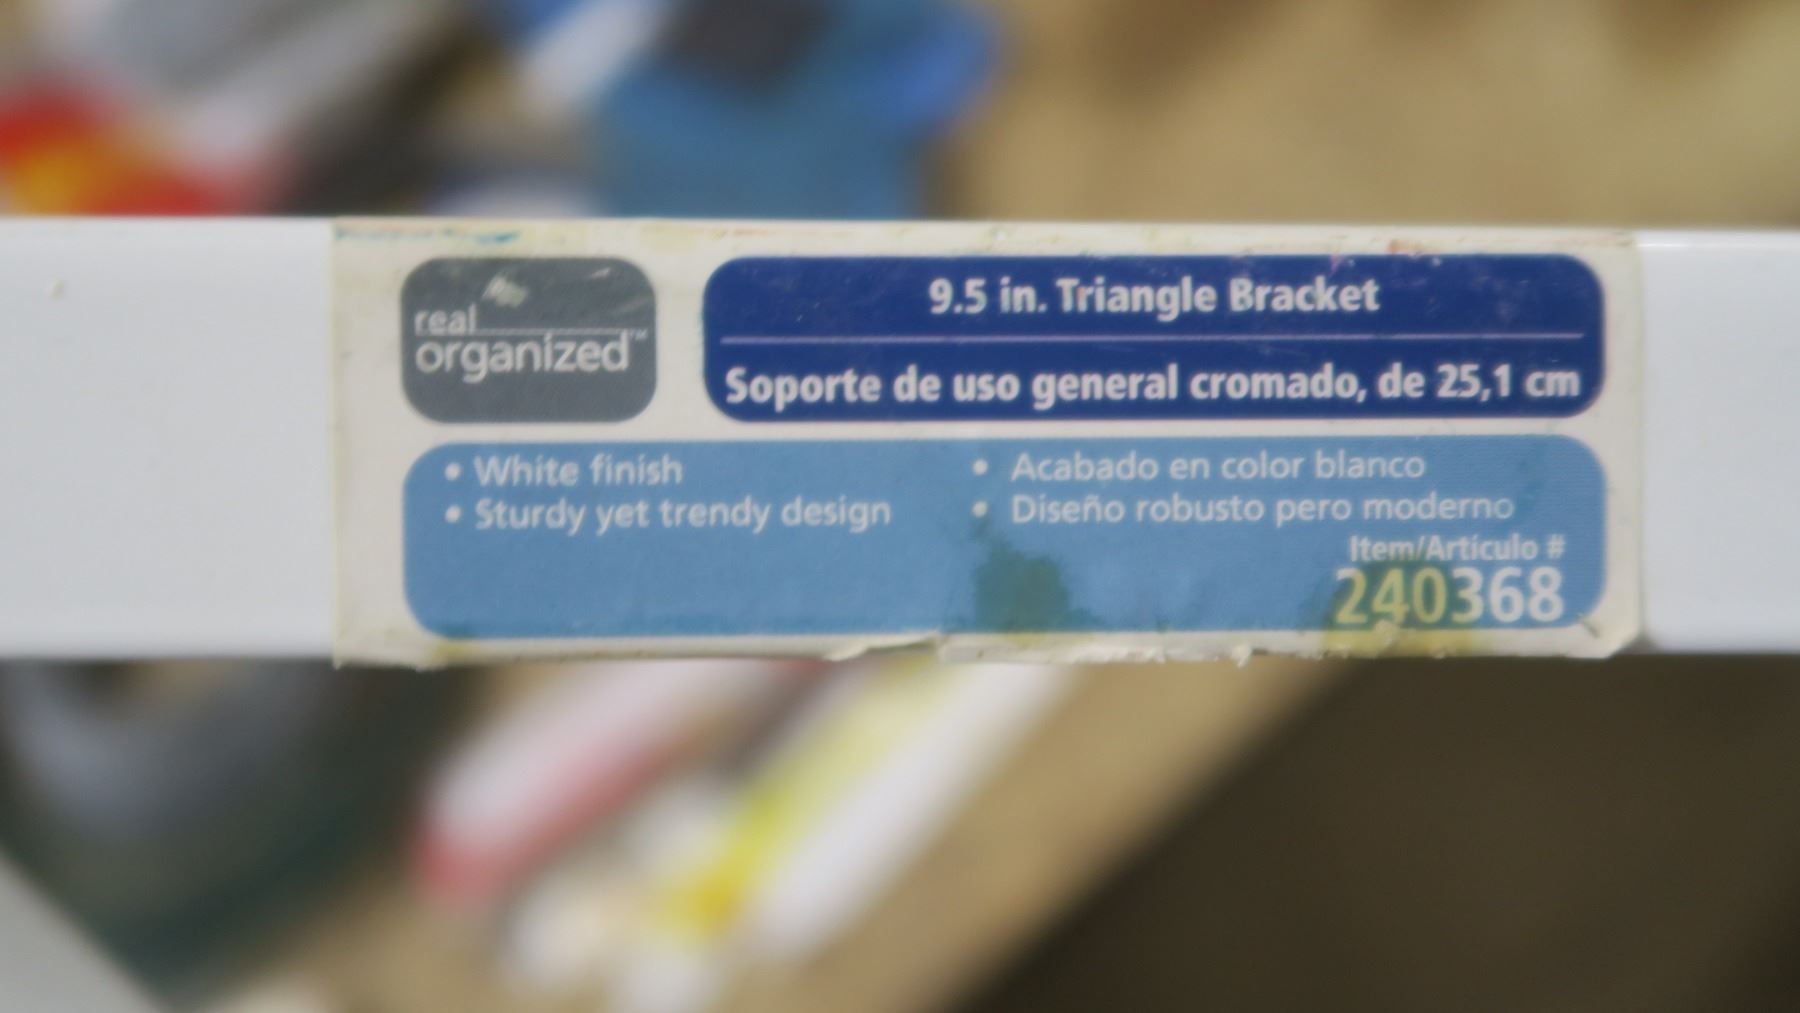 real
organized™
9.5 in. Triangle Bracket
Soporte de uso general cromado, de 25,1 cm
• White finish
• Sturdy yet trendy design
• Acabado en color blanco
• Diseño robusto pero moderno
Item/Artículo #
240368